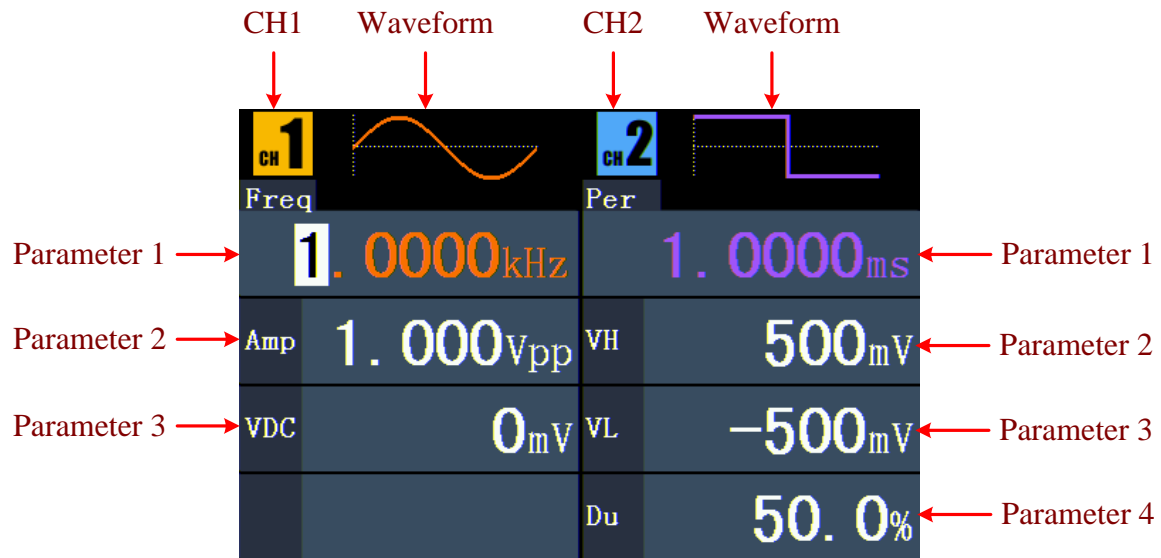 CH1 Waveform CH2 Waveform
CH 1 CH 2
Freq Per
Parameter 1 1.0000kHz 1.0000ms Parameter 1
Parameter 2 Amp 1.000Vpp VH 500mV Parameter 2
Parameter 3 VDC 0mV VL -500mV Parameter 3
Du 50.0% Parameter 4